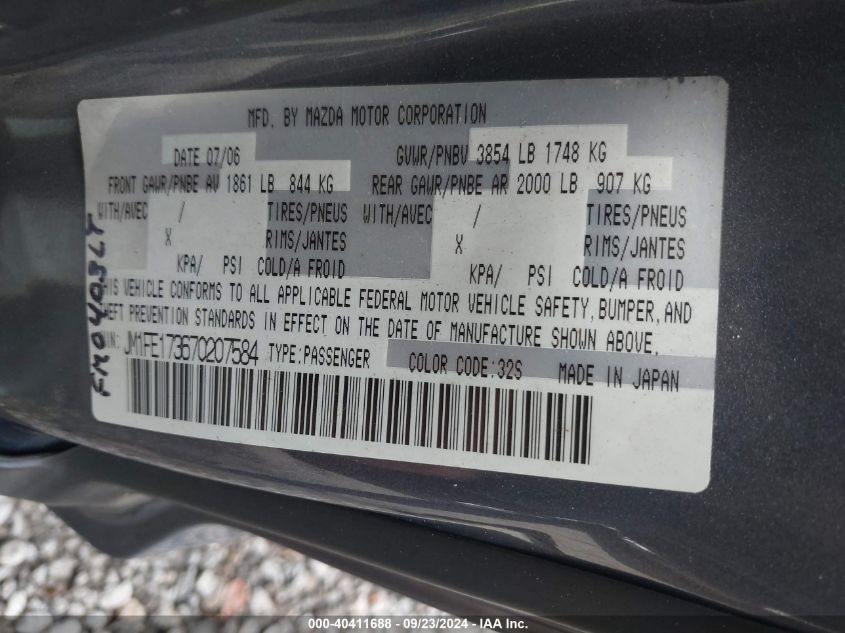 MFD. BY MAZDA MOTOR CORPORATION
DATE 07/06 GVWR/PNBV 3854 LB 1748 KG
FRONT GAWR/PNBE AV 1861 LB 844 KG REAR GAWR/PNBE AR 2000 LB 907 KG
WITH/AVEC / TIRES/PNEUS WITH/AVEC / TIRES/PNEUS
X RIMS/JANTES X RIMS/JANTES
KPA/ PSI COLD/A FROID KPA/ PSI COLD/A FROID
THIS VEHICLE CONFORMS TO ALL APPLICABLE FEDERAL MOTOR VEHICLE SAFETY, BUMPER, AND
THEFT PREVENTION STANDARDS IN EFFECT ON THE DATE OF MANUFACTURE SHOWN ABOVE.
VIN: JM1FE173670207584 TYPE:PASSENGER COLOR CODE:32S MADE IN JAPAN
000-40411688 - 09/23/2024 - IAAI, Inc.